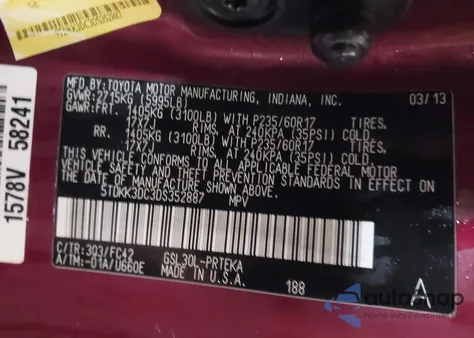 5TDKK3DC3DS352887
1578V 58241
MFD. BY: TOYOTA MOTOR MANUFACTURING, INDIANA, INC.
GVWR: 2715KG (5995LB) 03/13
GAWR: FRT. 1405KG (3100LB) WITH P235/60R17 TIRES,
17X7J RIMS, AT 240KPA (35PSI) COLD.
RR. 1405KG (3100LB) WITH P235/60R17 TIRES,
17X7J RIMS, AT 240KPA (35PSI) COLD.
THIS VEHICLE CONFORMS TO ALL APPLICABLE FEDERAL MOTOR
VEHICLE SAFETY AND THEFT PREVENTION STANDARDS IN EFFECT ON
THE DATE OF MANUFACTURE SHOWN ABOVE.
5TDKK3DC3DS352887 MPV
C/TR: 3Q3/FC42 GSL30L-PRTEKA
A/TM: -01A/U660E MADE IN U.S.A. 188 A